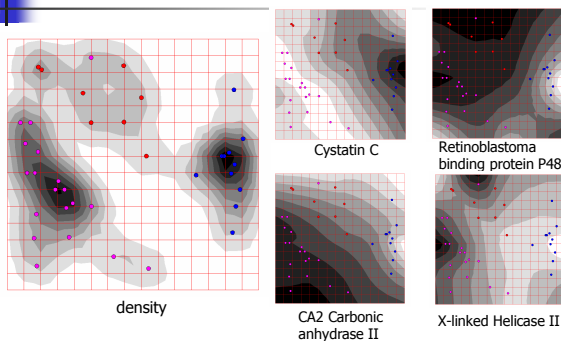 Cystatin C
Retinoblastoma
binding protein P48
density
CA2 Carbonic
anhydrase II
X-linked Helicase II